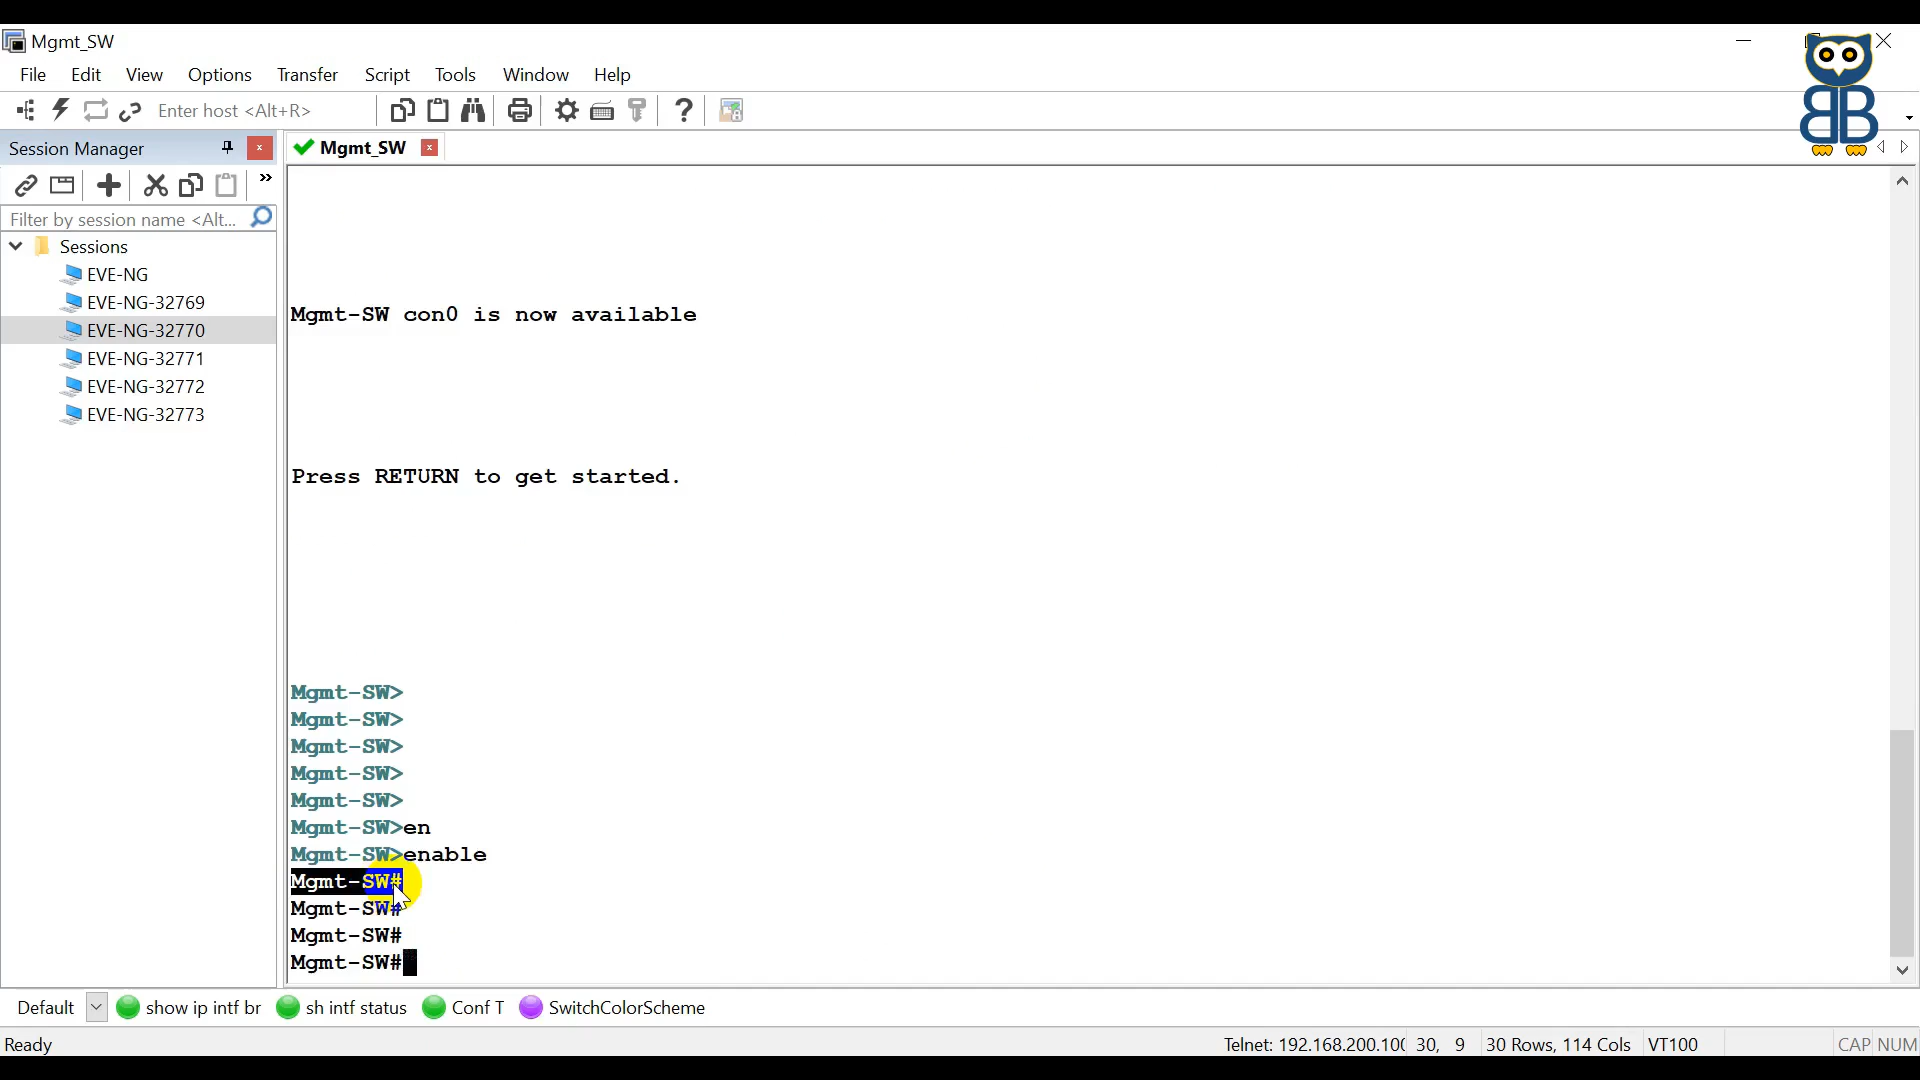 Mgmt_SW
File Edit View Options Transfer Script Tools Window Help
Enter host <Alt+R>
BB
Session Manager
Mgmt_SW
Filter by session name <Alt...
Sessions
EVE-NG
EVE-NG-32769
EVE-NG-32770
EVE-NG-32771
EVE-NG-32772
EVE-NG-32773
Mgmt-SW con0 is now available
Press RETURN to get started.
Mgmt-SW>
Mgmt-SW>
Mgmt-SW>
Mgmt-SW>
Mgmt-SW>
Mgmt-SW>en
Mgmt-SW>enable
Mgmt-SW#
Mgmt-SW#
Mgmt-SW#
Mgmt-SW#
Default show ip intf br sh intf status Conf T SwitchColorScheme
Ready Telnet: 192.168.200.100 30, 9 30 Rows, 114 Cols VT100 CAP NUM